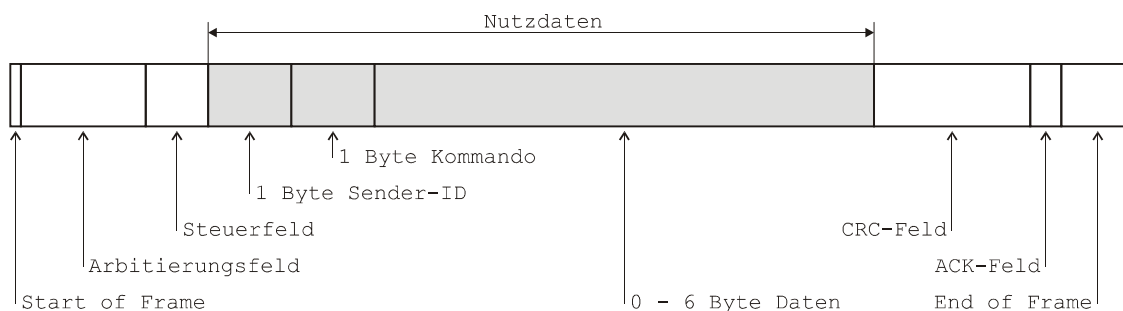 Nutzdaten
1 Byte Kommando
1 Byte Sender-ID
Steuerfeld
CRC-Feld
Arbitierungsfeld
ACK-Feld
Start of Frame
0 - 6 Byte Daten
End of Frame